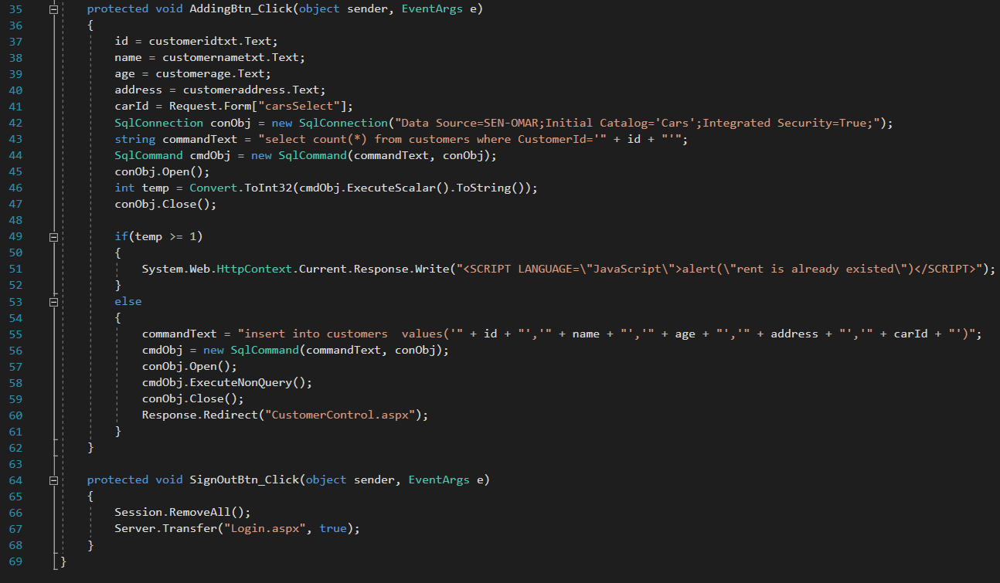 35 protected void AddingBtn_Click(object sender, EventArgs e)
36 {
37 id = customeridtxt.Text;
38 name = customernametxt.Text;
39 age = customerage.Text;
40 address = customeraddress.Text;
41 carId = Request.Form["carsSelect"];
42 SqlConnection conObj = new SqlConnection("Data Source=SEN-OMAR;Initial Catalog='Cars';Integrated Security=True;");
43 string commandText = "select count(*) from customers where CustomerId='" + id + "'";
44 SqlCommand cmdObj = new SqlCommand(commandText, conObj);
45 conObj.Open();
46 int temp = Convert.ToInt32(cmdObj.ExecuteScalar().ToString());
47 conObj.Close();
48
49 if(temp >= 1)
50 {
51 System.Web.HttpContext.Current.Response.Write("<SCRIPT LANGUAGE=\"JavaScript\">alert(\"rent is already existed\")</SCRIPT>");
52 }
53 else
54 {
55 commandText = "insert into customers  values('" + id + "','" + name + "','" + age + "','" + address + "','" + carId + "')";
56 cmdObj = new SqlCommand(commandText, conObj);
57 conObj.Open();
58 cmdObj.ExecuteNonQuery();
59 conObj.Close();
60 Response.Redirect("CustomerControl.aspx");
61 }
62 }
63
64 protected void SignOutBtn_Click(object sender, EventArgs e)
65 {
66 Session.RemoveAll();
67 Server.Transfer("Login.aspx", true);
68 }
69 }